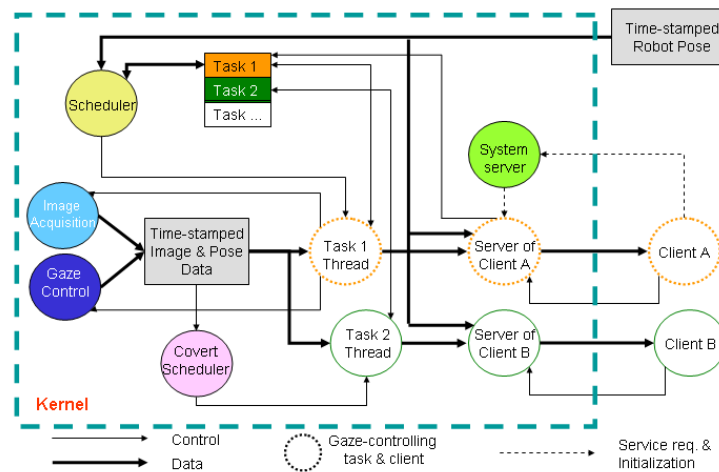 Time-stamped
Robot Pose
Task 1
Task 2
Task ...
Scheduler
System
server
Image
Acquisition
Gaze
Control
Time-stamped
Image & Pose
Data
Task 1
Thread
Server of
Client A
Client A
Covert
Scheduler
Task 2
Thread
Server of
Client B
Client B
Kernel
Control
Data
Gaze-controlling
task & client
Service req. &
Initialization